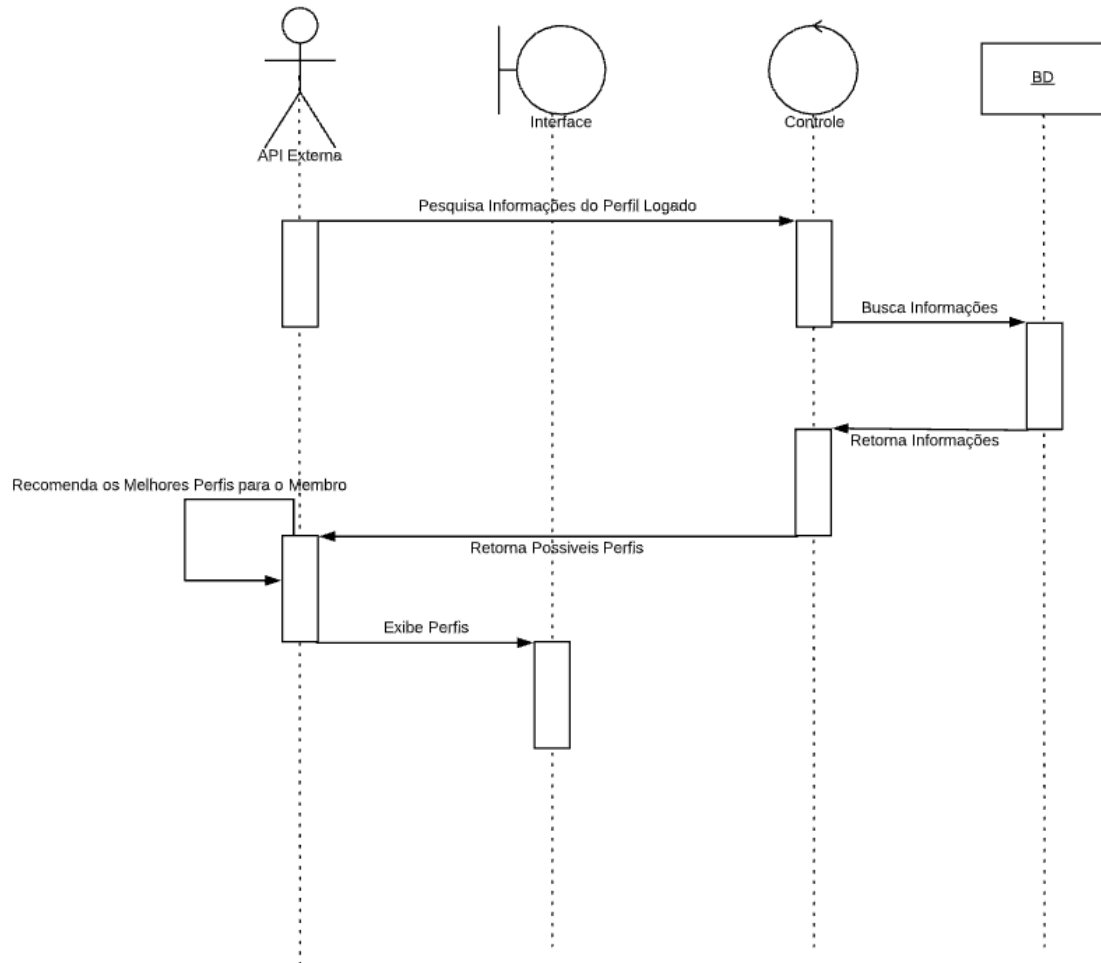 BD
Interface
Controle
API Externa
Pesquisa Informações do Perfil Logado
Busca Informações
Retorna Informações
Recomenda os Melhores Perfis para o Membro
Retorna Possiveis Perfis
Exibe Perfis